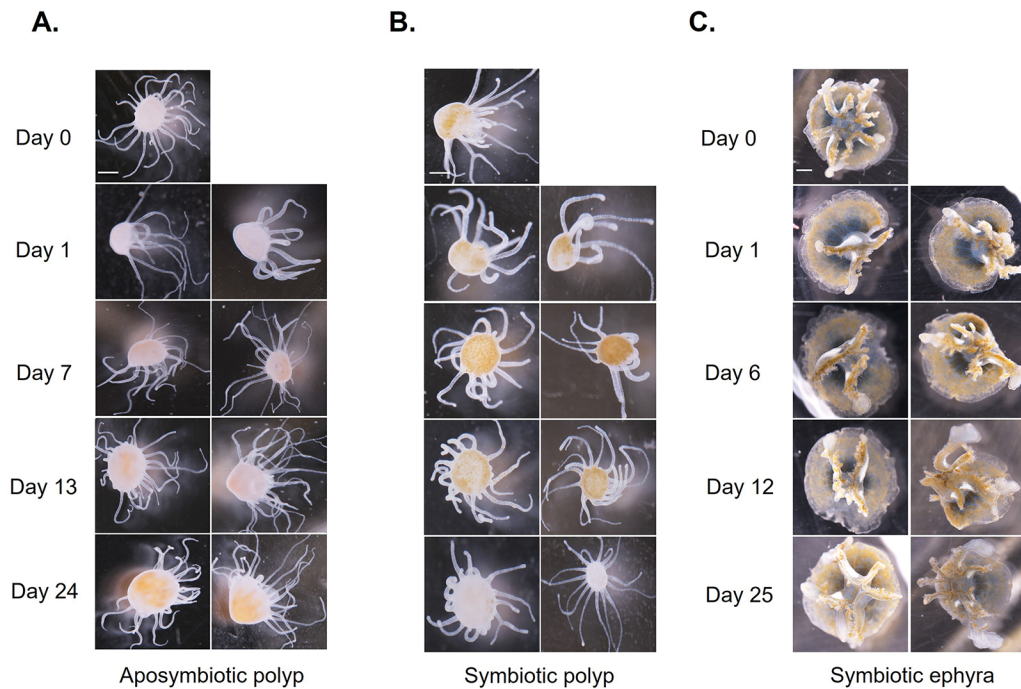 A.
B.
C.
Day 0
Day 0
Day 1
Day 1
Day 7
Day 6
Day 13
Day 12
Day 24
Day 25
Aposymbiotic polyp
Symbiotic polyp
Symbiotic ephyra